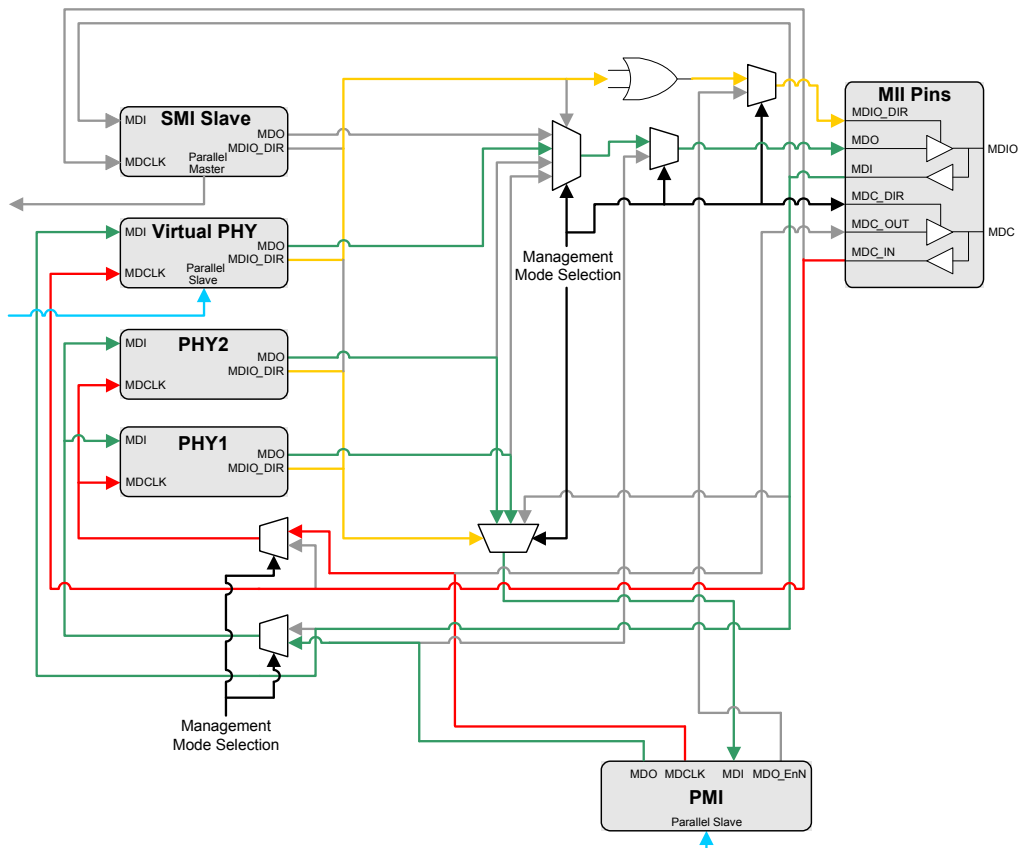 MII Pins
MDIO_DIR
MDO
MDIO
MDI
MDC_DIR
MDC_OUT
MDC
MDC_IN
SMI Slave
MDI
MDO
MDIO_DIR
MDCLK
Parallel
Master
Virtual PHY
MDI
MDO
MDIO_DIR
MDCLK
Parallel
Slave
Management
Mode Selection
PHY2
MDI
MDO
MDIO_DIR
MDCLK
PHY1
MDI
MDO
MDIO_DIR
MDCLK
Management
Mode Selection
MDO MDCLK MDI MDO_EnN
PMI
Parallel Slave